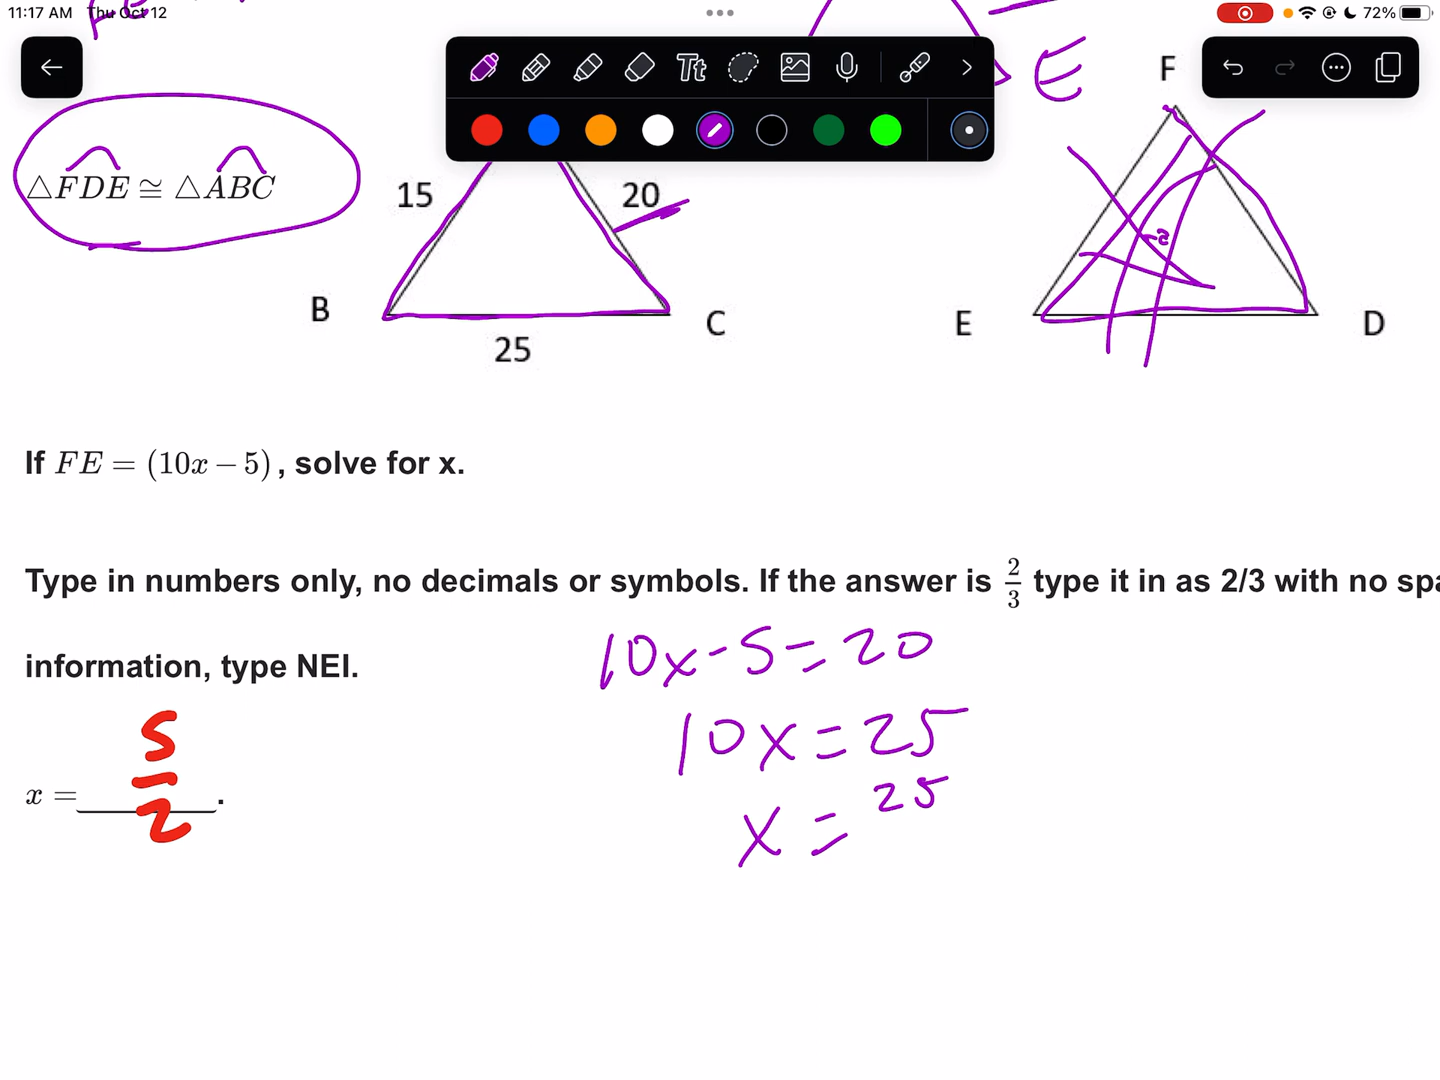 11:17 AM Thu Oct 12
72%
Tt
E
F
△FDE ≅ △ABC
15
20
B
C
25
E
D
If FE = (10x − 5), solve for x.
Type in numbers only, no decimals or symbols. If the answer is 2/3 type it in as 2/3 with no spa
information, type NEI.
10x-5=20
10x=25
x = 25
x = 5/2.